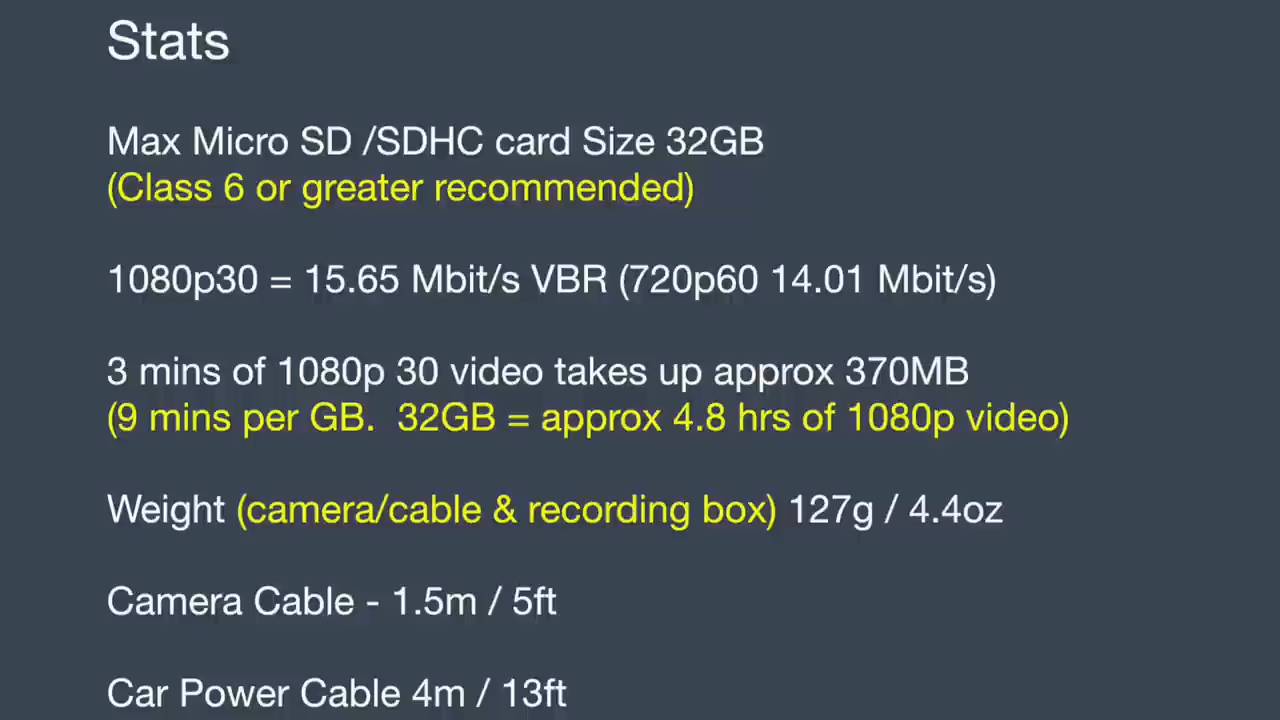 Stats
Max Micro SD /SDHC card Size 32GB
(Class 6 or greater recommended)
1080p30 = 15.65 Mbit/s VBR (720p60 14.01 Mbit/s)
3 mins of 1080p 30 video takes up approx 370MB
(9 mins per GB.  32GB = approx 4.8 hrs of 1080p video)
Weight (camera/cable & recording box) 127g / 4.4oz
Camera Cable - 1.5m / 5ft
Car Power Cable 4m / 13ft